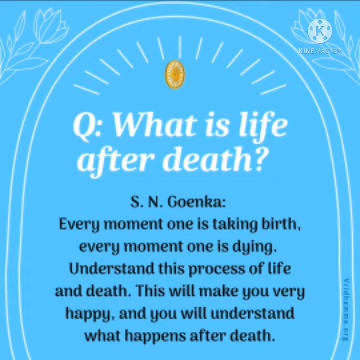 Q: What is life
after death?
S. N. Goenka:
Every moment one is taking birth,
every moment one is dying.
Understand this process of life
and death. This will make you very
happy, and you will understand
what happens after death.